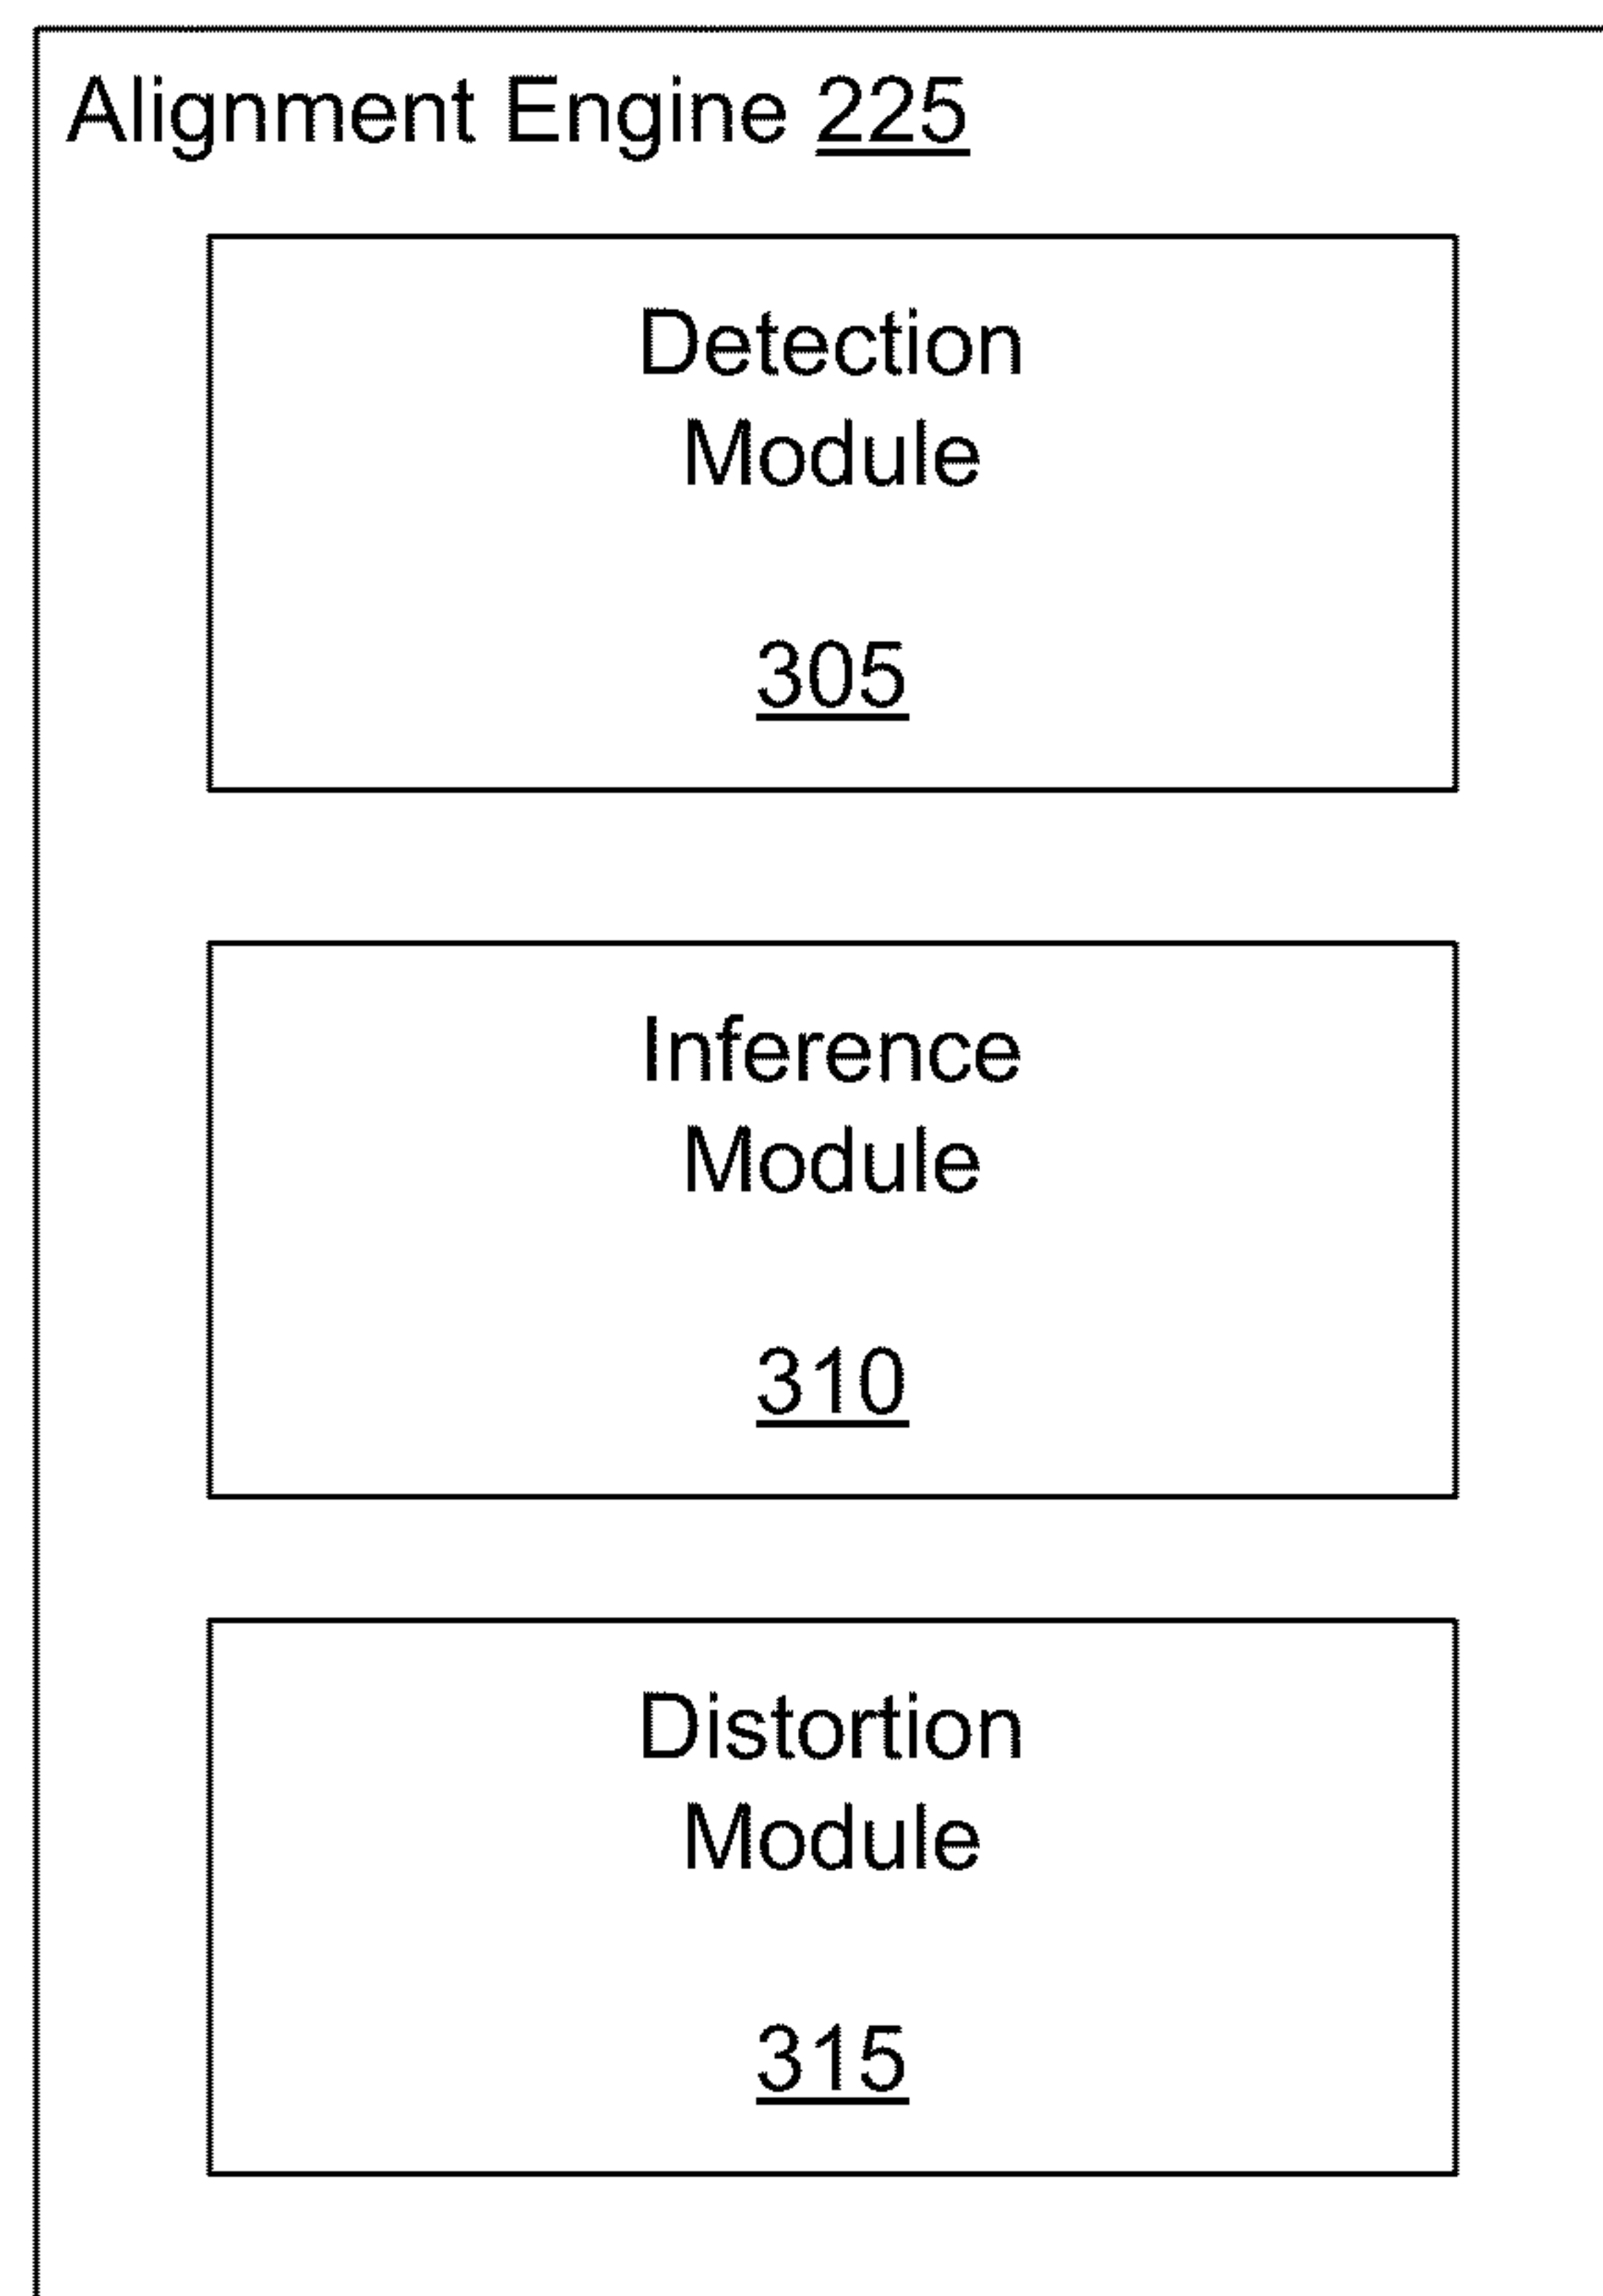 Alignment Engine 225
Detection
Module
305
Inference
Module
310
Distortion
Module
315